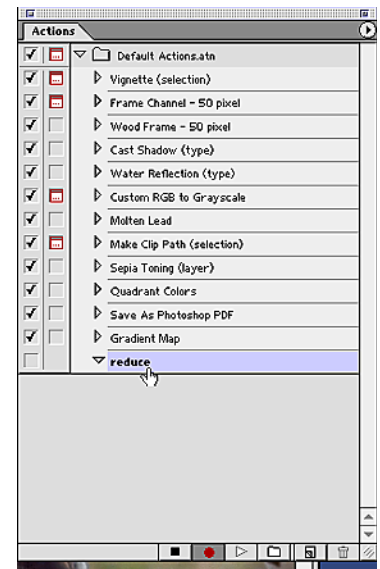 Actions
Default Actions.atn
Vignette (selection)
Frame Channel - 50 pixel
Wood Frame - 50 pixel
Cast Shadow (type)
Water Reflection (type)
Custom RGB to Grayscale
Molten Lead
Make Clip Path (selection)
Sepia Toning (layer)
Quadrant Colors
Save As Photoshop PDF
Gradient Map
reduce